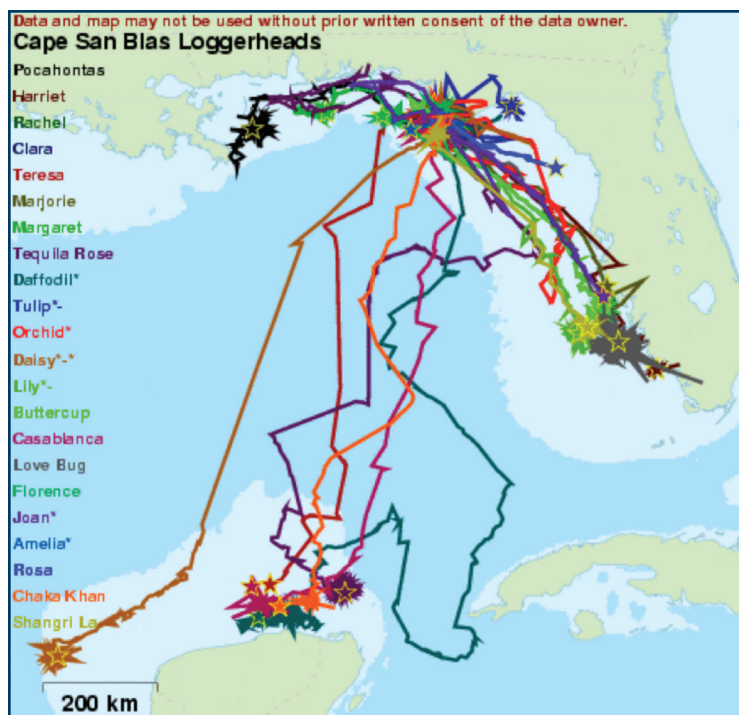 Data and map may not be used without prior written consent of the data owner.
Cape San Blas Loggerheads
Pocahontas
Harriet
Rachel
Clara
Teresa
Marjorie
Margaret
Tequila Rose
Daffodil*
Tulip*-
Orchid*
Daisy*-*
Lily*-
Buttercup
Casablanca
Love Bug
Florence
Joan*
Amelia*
Rosa
Chaka Khan
Shangri La
200 km